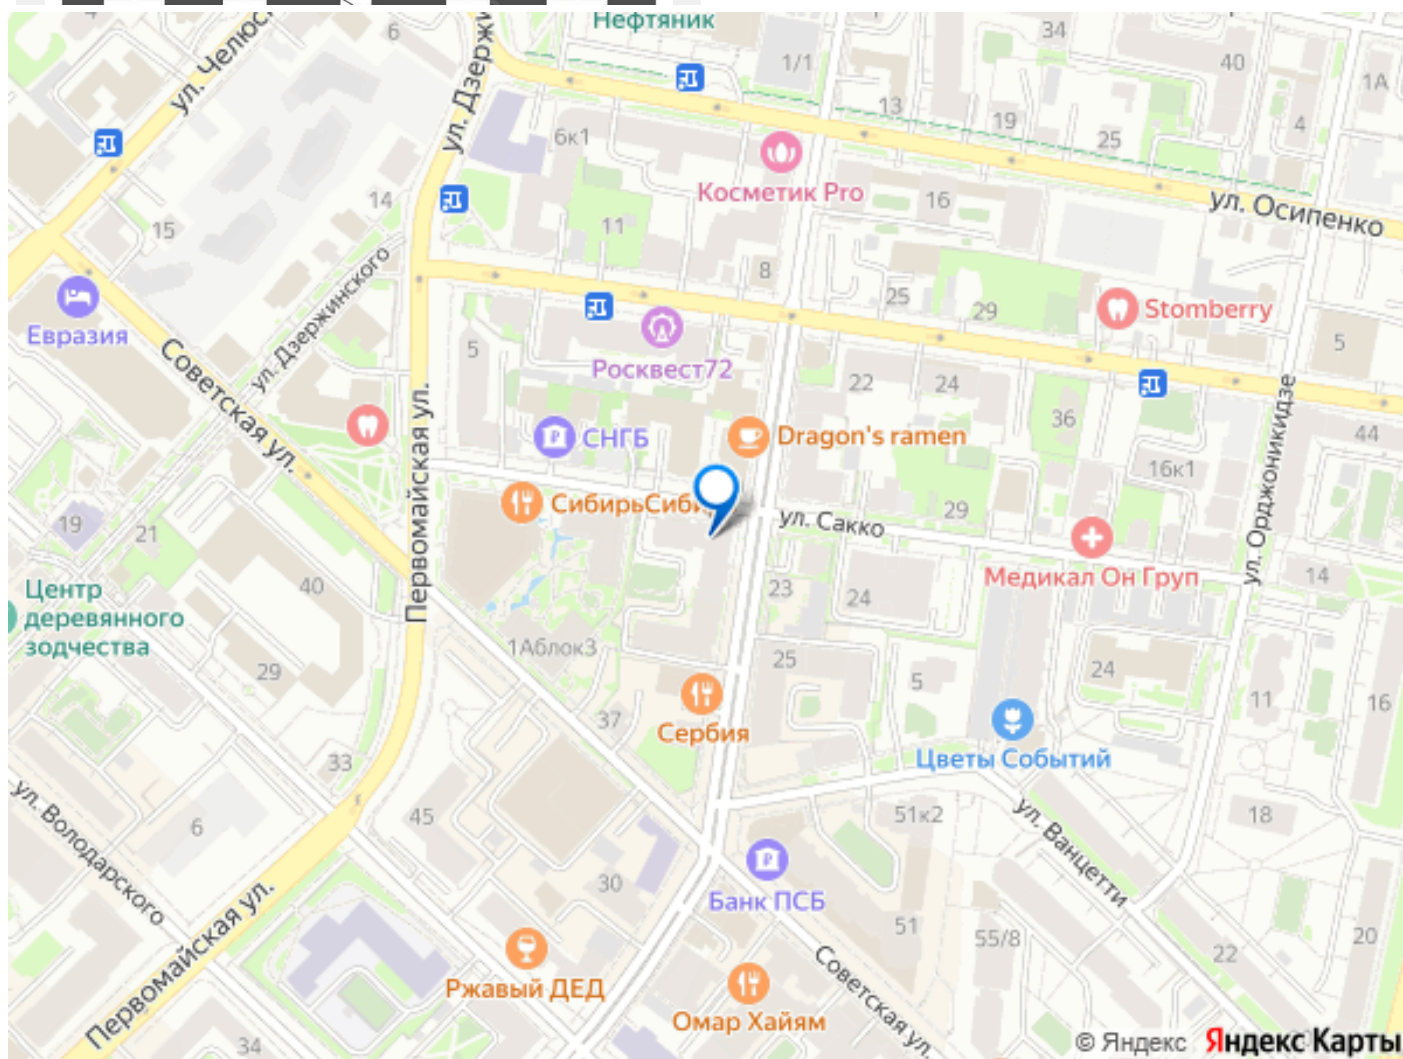 Нефтяник
4
6
34
ул. Челюс
ул. Дзержи
1/1
40
1А
13
19
25
4
6к1
Косметик Pro
14
16
ул. Осипенко
15
11
8
Евразия
25
29
Stomberry
5
Росквест72
5
ул. Дзержинского
Советская ул.
22
24
Первомайская ул.
36
ул. Орджоникидзе
44
СНГБ
Dragon's ramen
16к1
СибирьСиби
ул. Сакко
29
19
21
Медикал Он Груп
14
Центр
деревянного
зодчества
40
23
24
1Аблок3
29
25
5
24
11
16
37
Сербия
Цветы Событий
33
ул. Володарского
6
45
51к2
ул. Ванцетти
18
Банк ПСБ
30
51
55/8
22
20
Первомайская ул.
Ржавый ДЕД
Омар Хайям
Советская ул.
34
© Яндекс Яндекс Карты